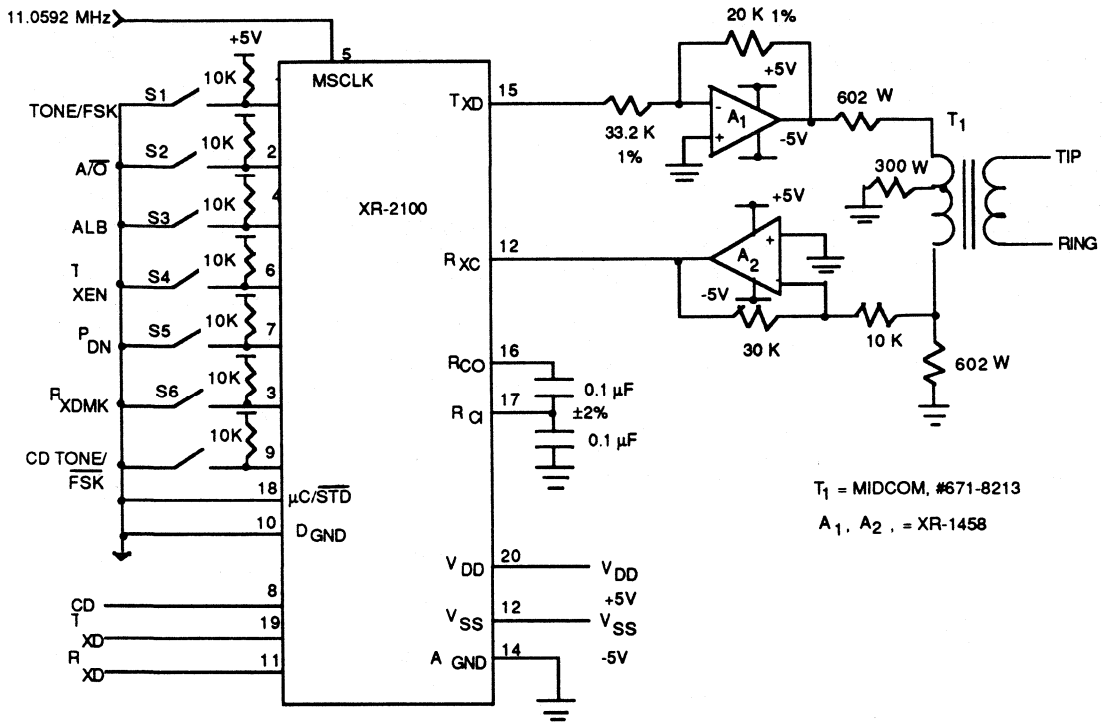 11.0592 MHz
+5V
5
MSCLK
S1
10K
TONE/FSK
S2
10K
2
A/O̅
S3
10K
4
ALB
S4
10K
6
T XEN
S5
10K
7
P DN
S6
10K
3
R XDMK
10K
9
CD TONE/
F̅S̅K̅
18
µC/S̅T̅D̅
10
D GND
8
CD
19
T XD
11
R XD
XR-2100
T XD
15
33.2 K
1%
20 K 1%
+5V
-
+
A1
-5V
602 W
T1
300 W
TIP
RING
R XC
12
+5V
+
A2
-
-5V
30 K
10 K
602 W
R CO
16
0.1 µF
±2%
R CI
17
0.1 µF
T1 = MIDCOM, #671-8213
A1, A2, = XR-1458
V DD
20
V DD
+5V
V SS
12
V SS
-5V
A GND
14